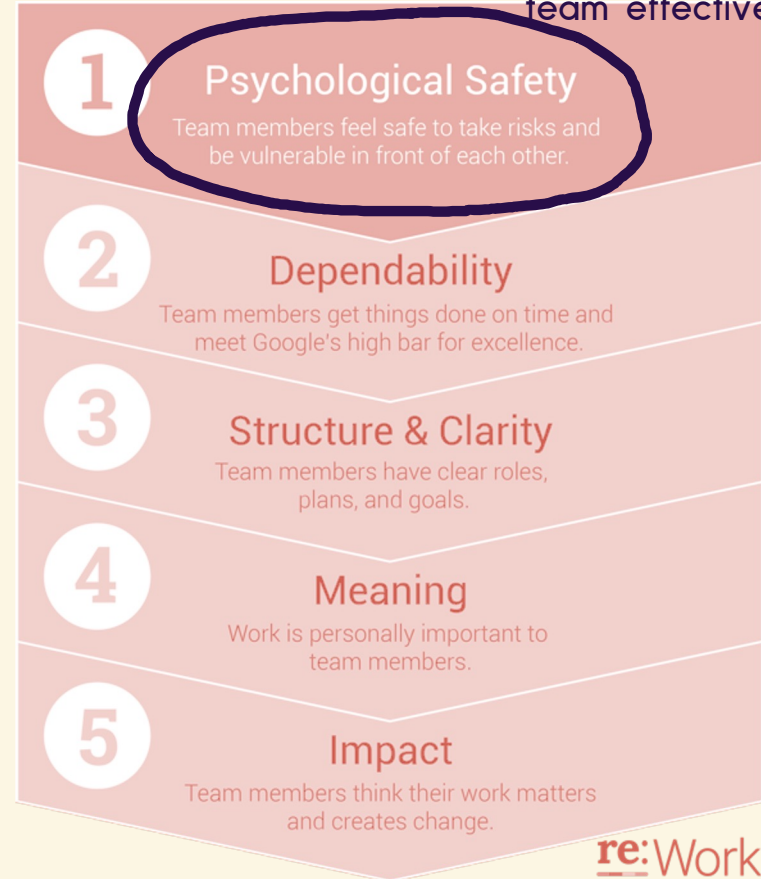 team effective
1
Psychological Safety
Team members feel safe to take risks and
be vulnerable in front of each other.
2
Dependability
Team members get things done on time and
meet Google's high bar for excellence.
3
Structure & Clarity
Team members have clear roles,
plans, and goals.
4
Meaning
Work is personally important to
team members.
5
Impact
Team members think their work matters
and creates change.
re:Work